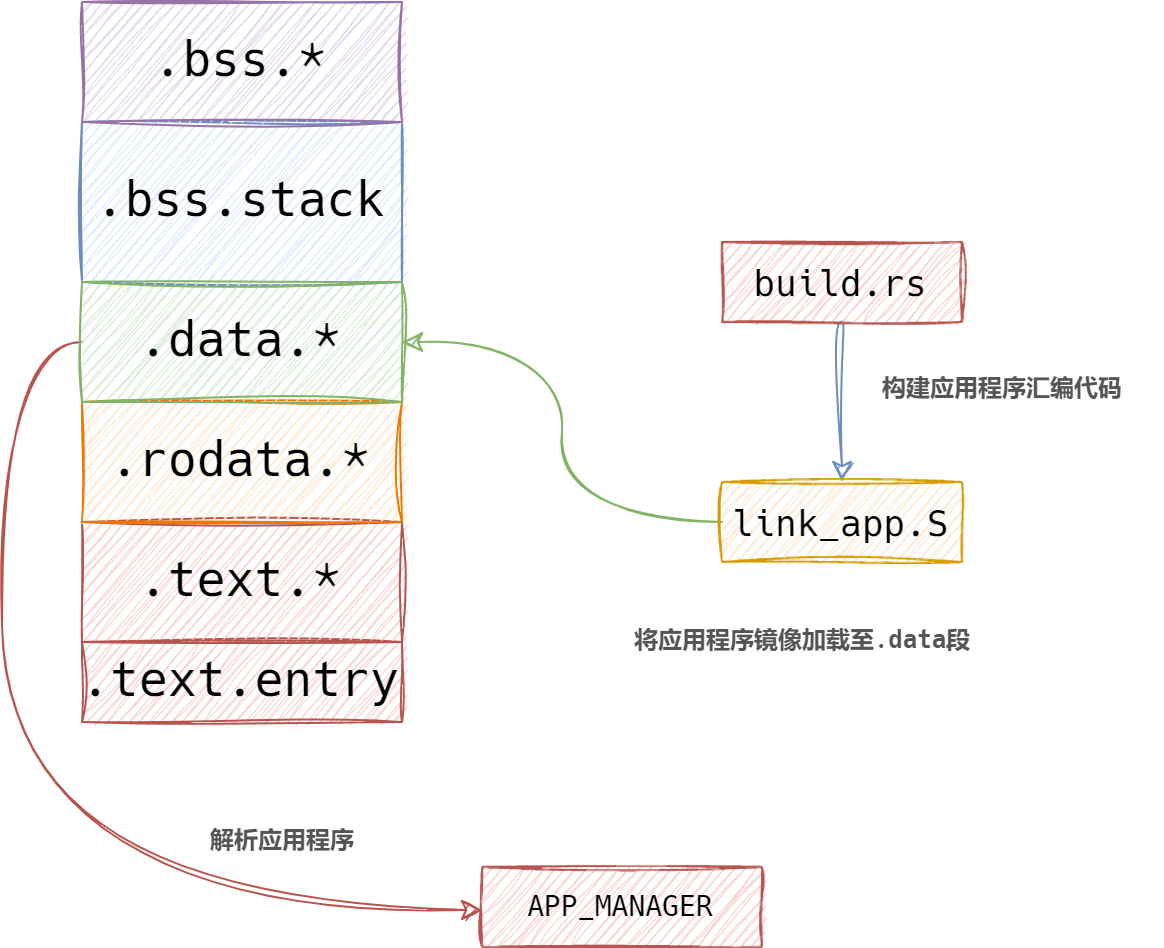 .bss.*
.bss.stack
.data.*
.rodata.*
.text.*
.text.entry
build.rs
构建应用程序汇编代码
link_app.S
将应用程序镜像加载至.data段
解析应用程序
APP_MANAGER